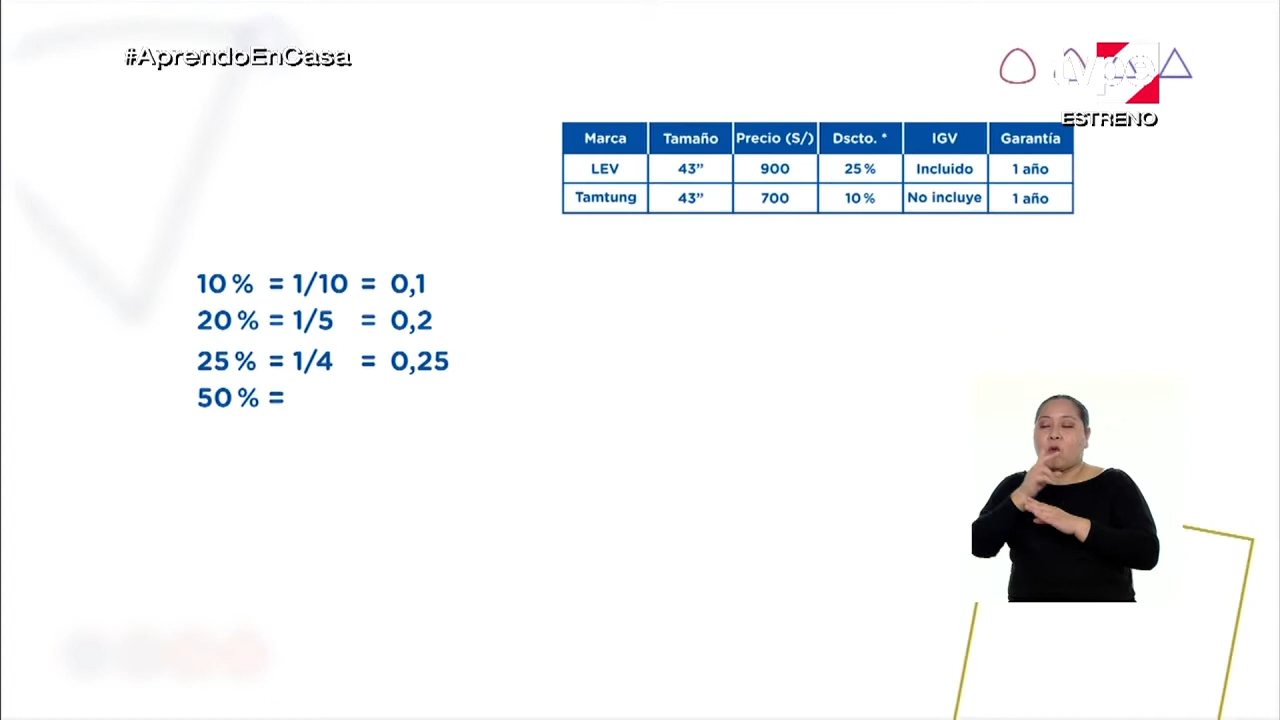 #AprendoEnCasa
tvpe
ESTRENO
Marca Tamaño Precio (S/) Dscto. * IGV Garantía
LEV 43” 900 25 % Incluido 1 año
Tamtung 43” 700 10 % No incluye 1 año
10 % = 1/10 = 0,1
20 % = 1/5 = 0,2
25 % = 1/4 = 0,25
50 % =